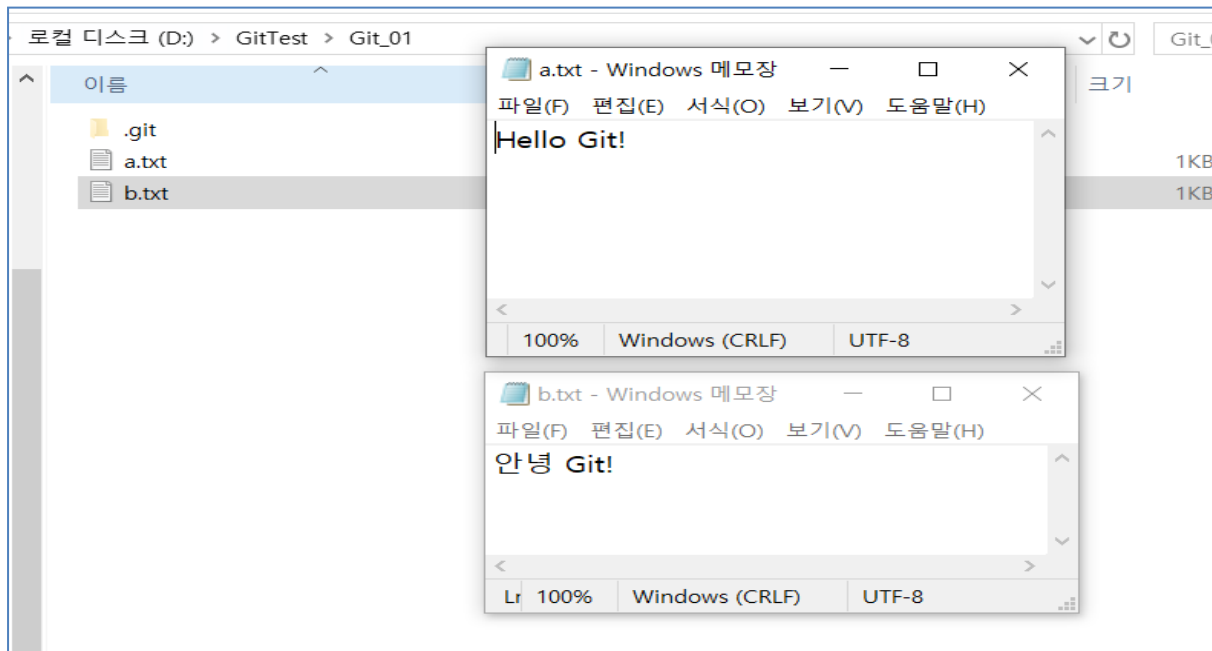 로컬 디스크 (D:) > GitTest > Git_01
Git_
이름
크기
.git
a.txt
1KB
b.txt
1KB
a.txt - Windows 메모장
파일(F) 편집(E) 서식(O) 보기(V) 도움말(H)
Hello Git!
100% Windows (CRLF) UTF-8
b.txt - Windows 메모장
파일(F) 편집(E) 서식(O) 보기(V) 도움말(H)
안녕 Git!
100% Windows (CRLF) UTF-8